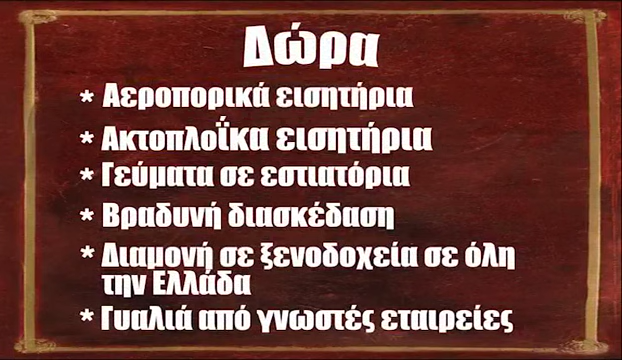 Δώρα
* Αεροπορικά εισητήρια
* Ακτοπλοΐκα εισητήρια
* Γεύματα σε εστιατόρια
* Βραδυνή διασκέδαση
* Διαμονή σε ξενοδοχεία σε όλη
την Ελλάδα
* Γυαλιά από γνωστές εταιρείες